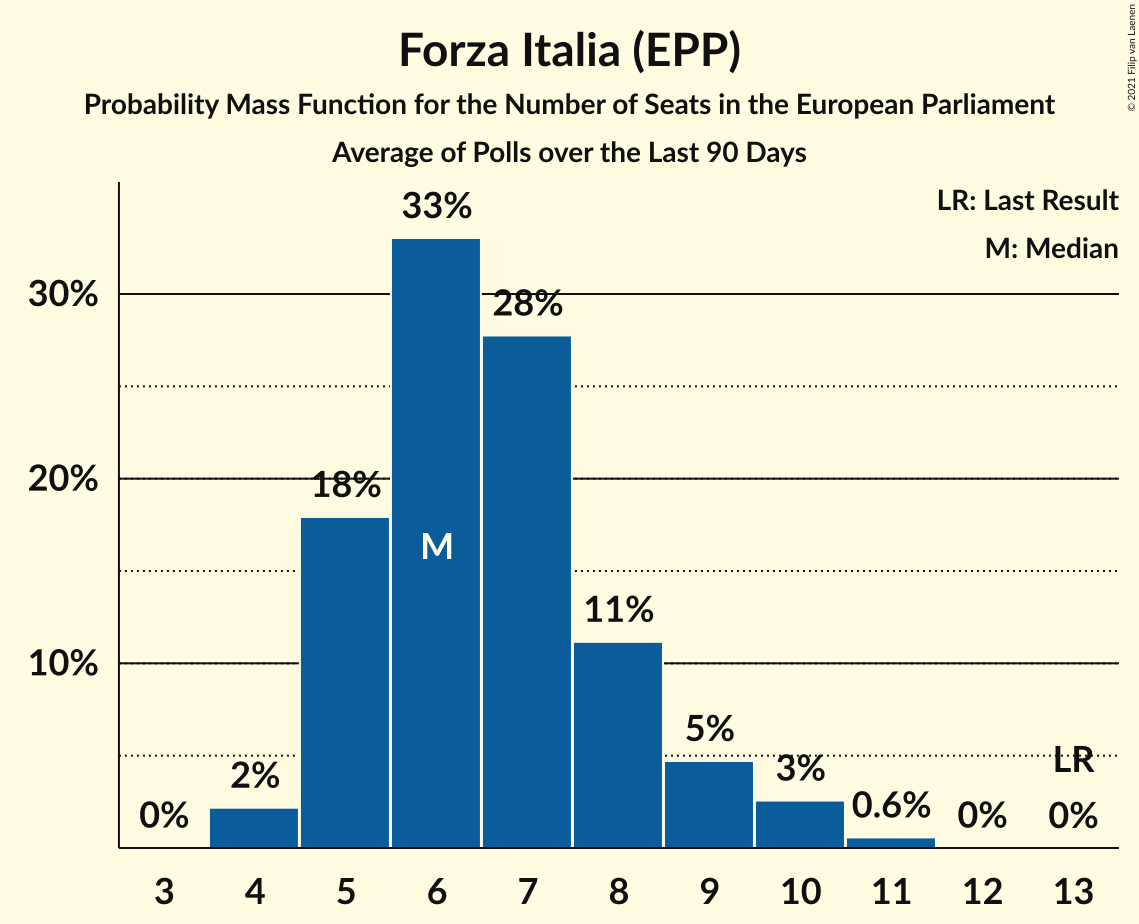 Forza Italia (EPP)
Probability Mass Function for the Number of Seats in the European Parliament
Average of Polls over the Last 90 Days
© 2021 Filip van Laenen
LR: Last Result
M: Median
33%
30%
28%
20%
18%
M
11%
10%
5%
LR
3%
2%
0.6%
0%
0%
0%
3 4 5 6 7 8 9 10 11 12 13